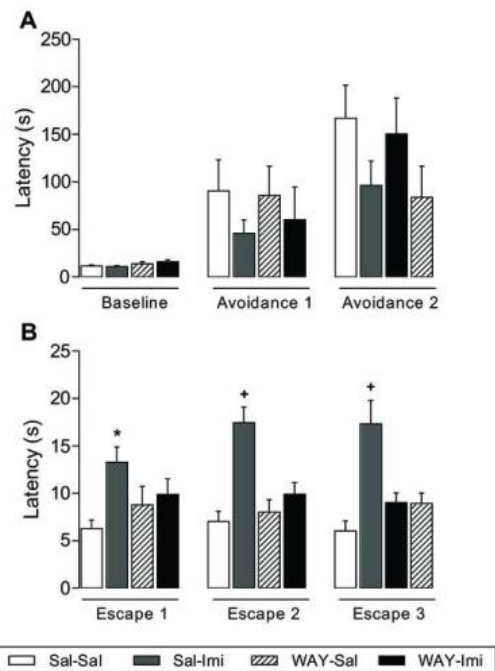 A
250
200
150
100
50
0
Latency (s)
Baseline Avoidance 1 Avoidance 2
B
25
20
15
10
5
0
Latency (s)
* + +
Escape 1 Escape 2 Escape 3
Sal-Sal Sal-Imi WAY-Sal WAY-Imi